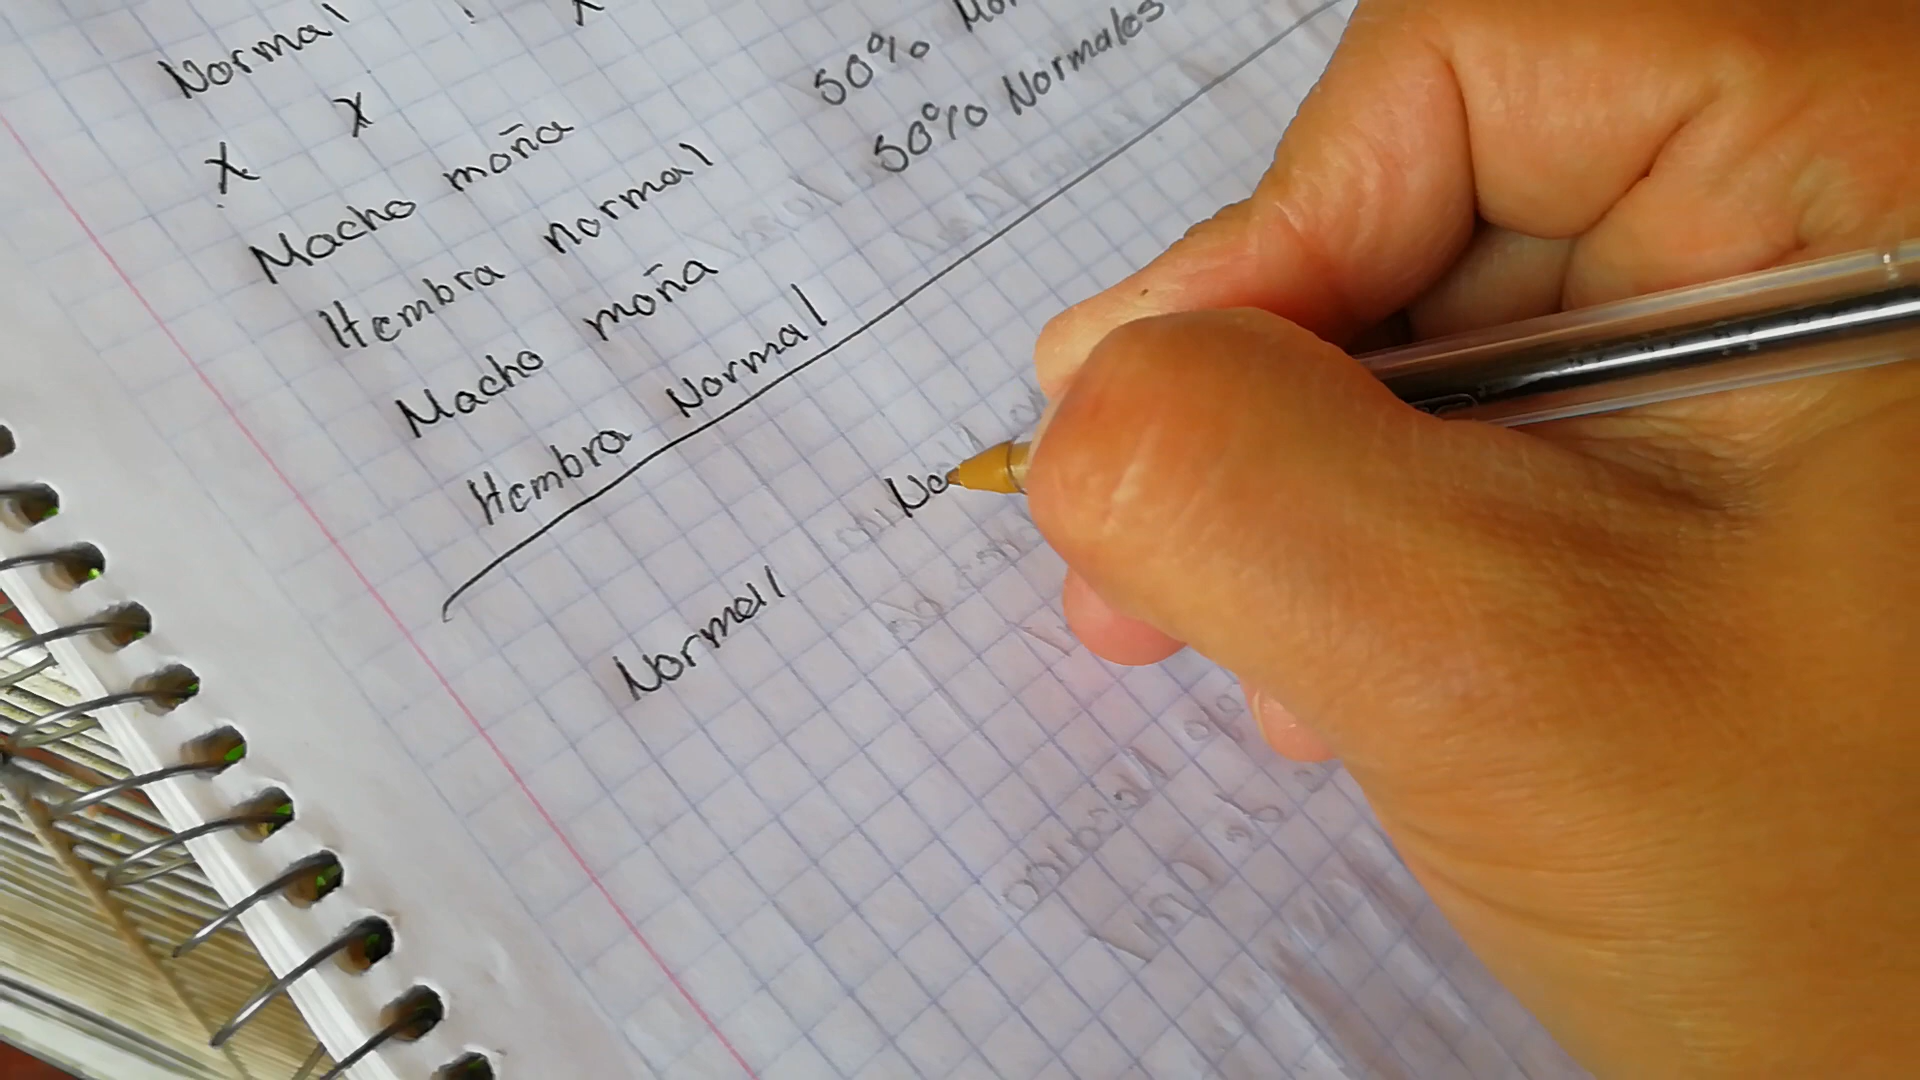 Normal
X X
Macho moña 50%
Hembra normal 50% Normales
Macho moña
Hembra Normal
Normal